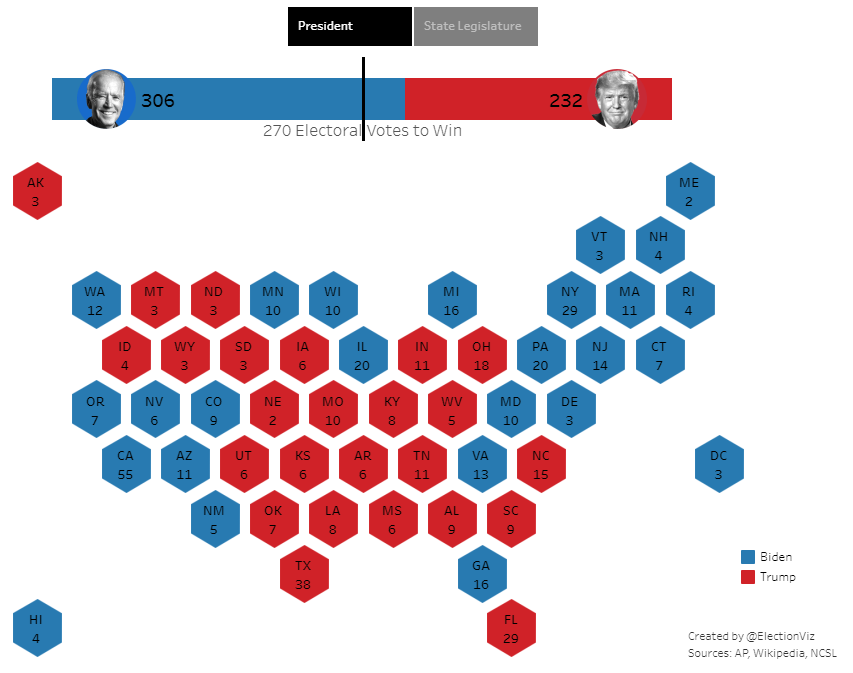 President
State Legislature
306
232
270 Electoral Votes to Win
AK
3
ME
2
VT
3
NH
4
WA
12
MT
3
ND
3
MN
10
WI
10
MI
16
NY
29
MA
11
RI
4
ID
4
WY
3
SD
3
IA
6
IL
20
IN
11
OH
18
PA
20
NJ
14
CT
7
OR
7
NV
6
CO
9
NE
2
MO
10
KY
8
WV
5
MD
10
DE
3
CA
55
AZ
11
UT
6
KS
6
AR
6
TN
11
VA
13
NC
15
DC
3
NM
5
OK
7
LA
8
MS
6
AL
9
SC
9
TX
38
GA
16
Biden
Trump
HI
4
FL
29
Created by @ElectionViz
Sources: AP, Wikipedia, NCSL